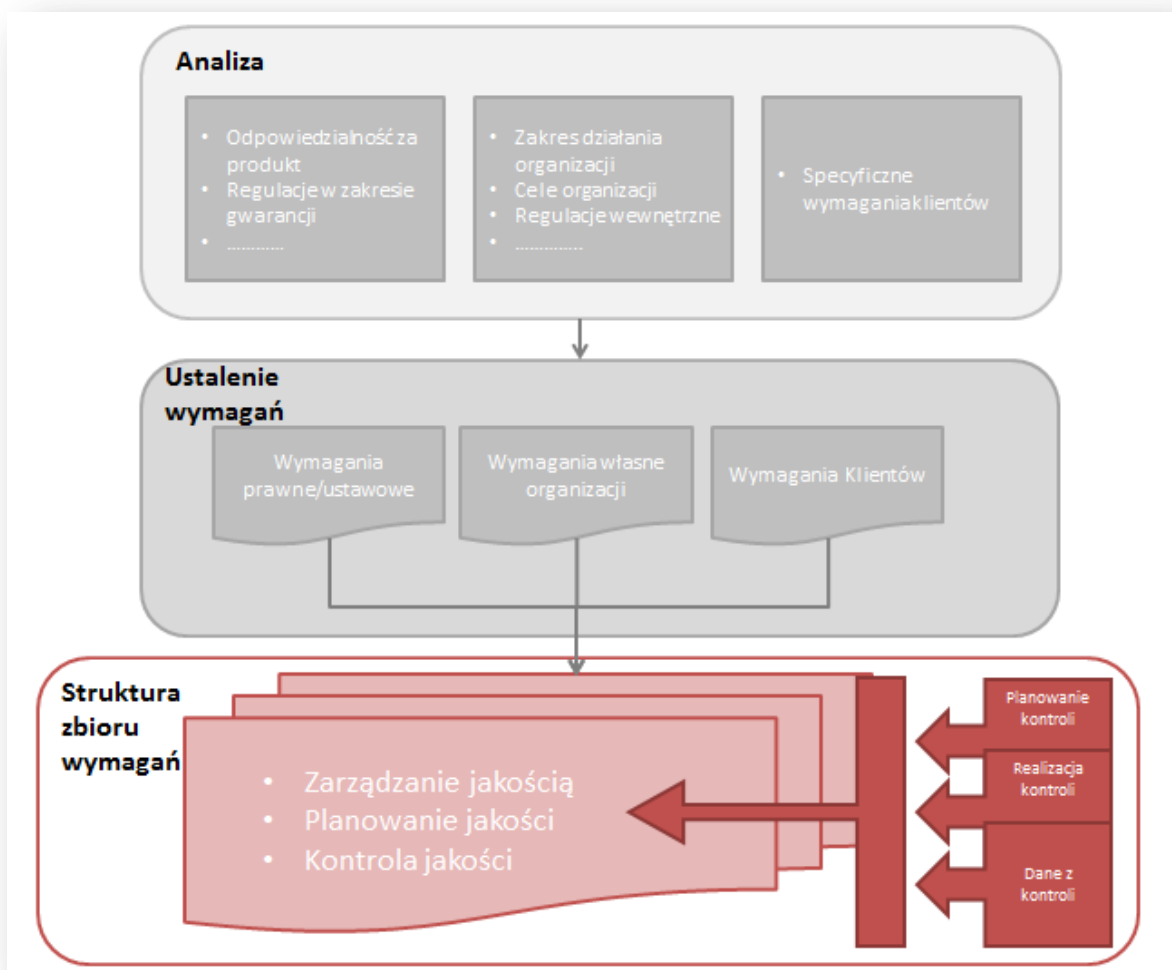 Analiza
• Odpowiedzialność za
produkt
• Regulacje w zakresie
gwarancji
• ............
• Zakres działania
organizacji
• Cele organizacji
• Regulacje wewnętrzne
• ..............
• Specyficzne
wymagania klientów
Ustalenie
wymagań
Wymagania
prawne/ustawowe
Wymagania własne
organizacji
Wymagania Klientów
Struktura
zbioru
wymagań
• Zarządzanie jakością
• Planowanie jakości
• Kontrola jakości
Planowanie
kontroli
Realizacja
kontroli
Dane z
kontroli